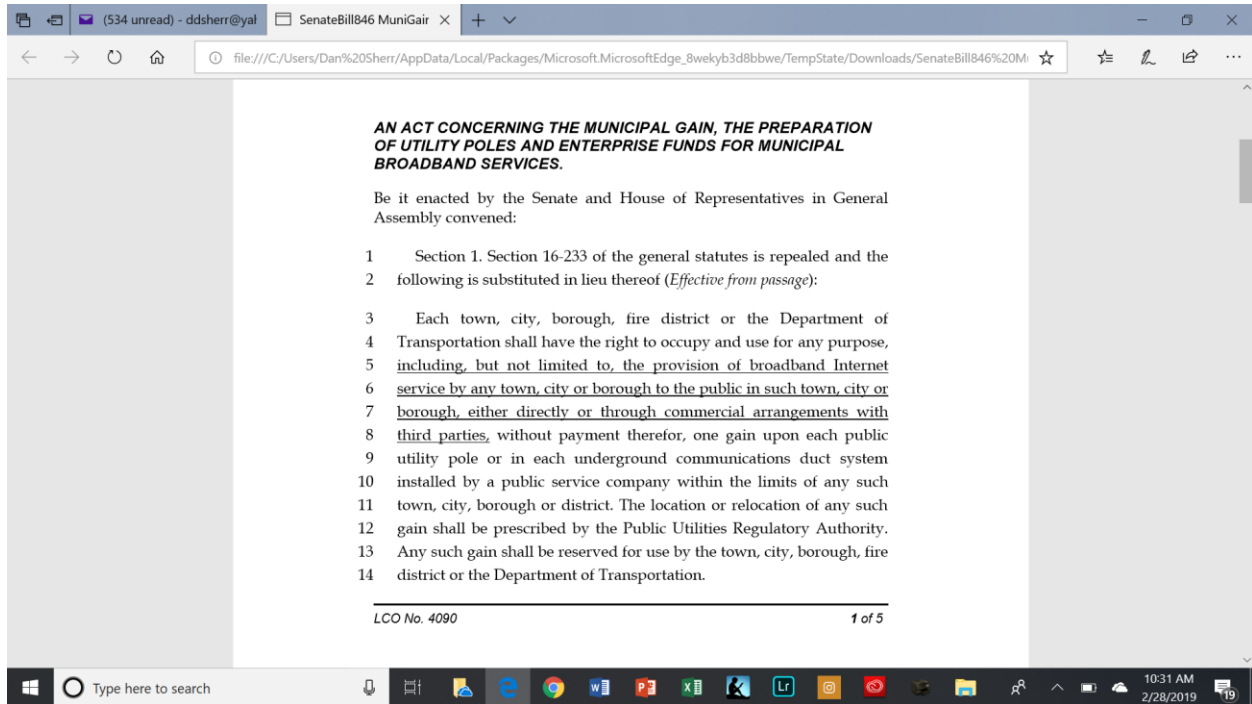 (534 unread) - ddsherr@yah
SenateBill846 MuniGair
file:///C:/Users/Dan%20Sherr/AppData/Local/Packages/Microsoft.MicrosoftEdge_8wekyb3d8bbwe/TempState/Downloads/SenateBill846%20M
AN ACT CONCERNING THE MUNICIPAL GAIN, THE PREPARATION
OF UTILITY POLES AND ENTERPRISE FUNDS FOR MUNICIPAL
BROADBAND SERVICES.
Be it enacted by the Senate and House of Representatives in General
Assembly convened:
1 Section 1. Section 16-233 of the general statutes is repealed and the
2 following is substituted in lieu thereof (Effective from passage):
3 Each town, city, borough, fire district or the Department of
4 Transportation shall have the right to occupy and use for any purpose,
5 including, but not limited to, the provision of broadband Internet
6 service by any town, city or borough to the public in such town, city or
7 borough, either directly or through commercial arrangements with
8 third parties, without payment therefor, one gain upon each public
9 utility pole or in each underground communications duct system
10 installed by a public service company within the limits of any such
11 town, city, borough or district. The location or relocation of any such
12 gain shall be prescribed by the Public Utilities Regulatory Authority.
13 Any such gain shall be reserved for use by the town, city, borough, fire
14 district or the Department of Transportation.
LCO No. 4090 1 of 5
Type here to search
Lr
10:31 AM
2/28/2019
19